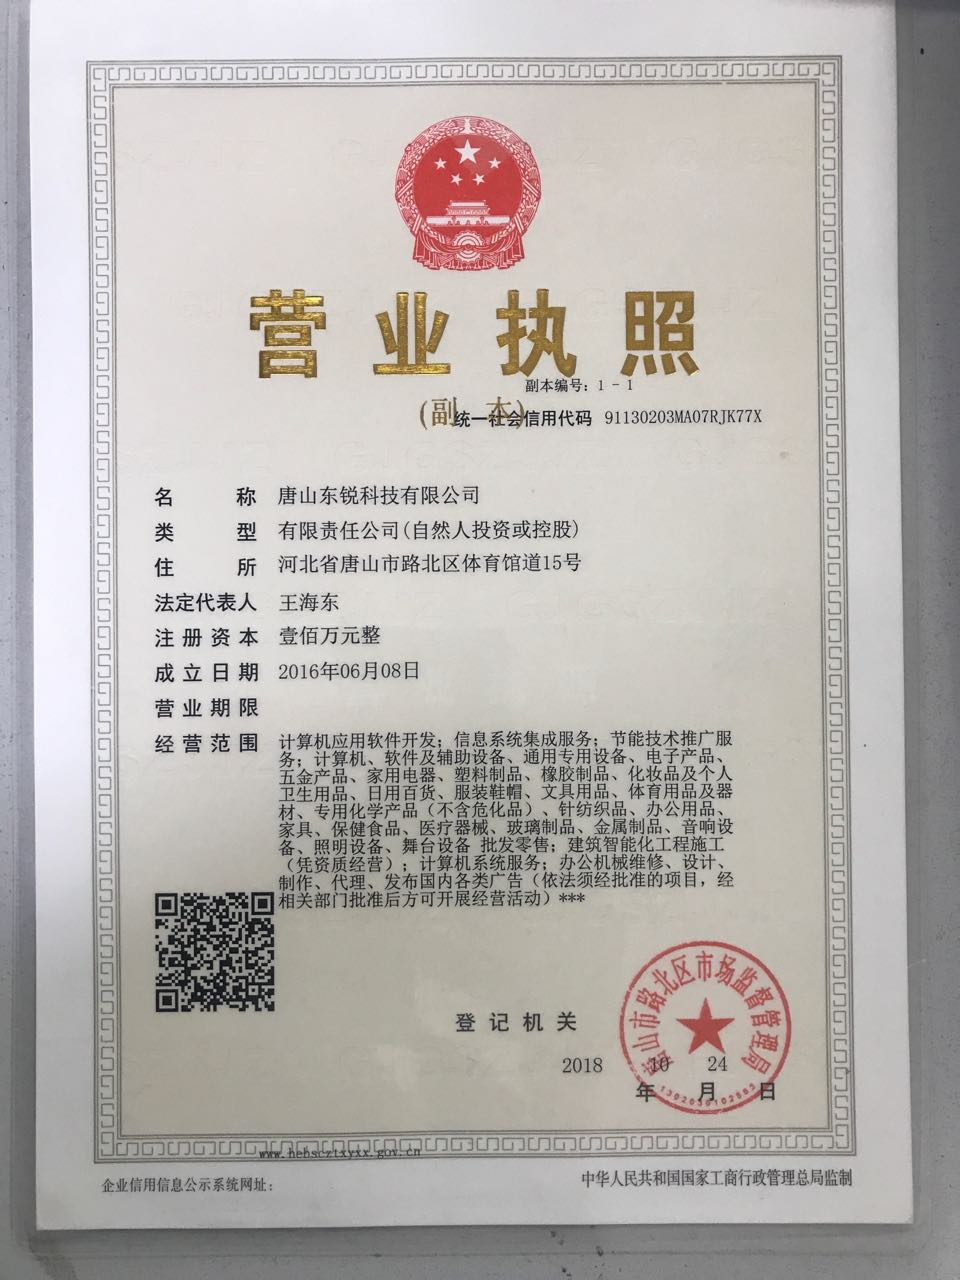 营业执照
副本编号：1-1
(副 本)
统一社会信用代码 91130203MA07RJK77X
名称 唐山东锐科技有限公司
类型 有限责任公司(自然人投资或控股)
住所 河北省唐山市路北区体育馆道15号
法定代表人 王海东
注册资本 壹佰万元整
成立日期 2016年06月08日
营业期限
经营范围 计算机应用软件开发；信息系统集成服务；节能技术推广服
务；计算机、软件及辅助设备、通用专用设备、电子产品、
五金产品、家用电器、塑料制品、橡胶制品、化妆品及个人
卫生用品、日用百货、服装鞋帽、文具用品、体育用品及器
材、专用化学产品（不含危化品）、针纺织品、办公用品、
家具、保健食品、医疗器械、玻璃制品、金属制品、音响设
备、照明设备、舞台设备 批发零售；建筑智能化工程施工
（凭资质经营）；计算机系统服务；办公机械维修、设计、
制作、代理、发布国内各类广告（依法须经批准的项目，经
相关部门批准后方可开展经营活动）***
唐山市路北区市场监督管理局
登记机关
2018 10 24
年 月 日
www.hebscztxyxx.gov.cn
企业信用信息公示系统网址：
中华人民共和国国家工商行政管理总局监制